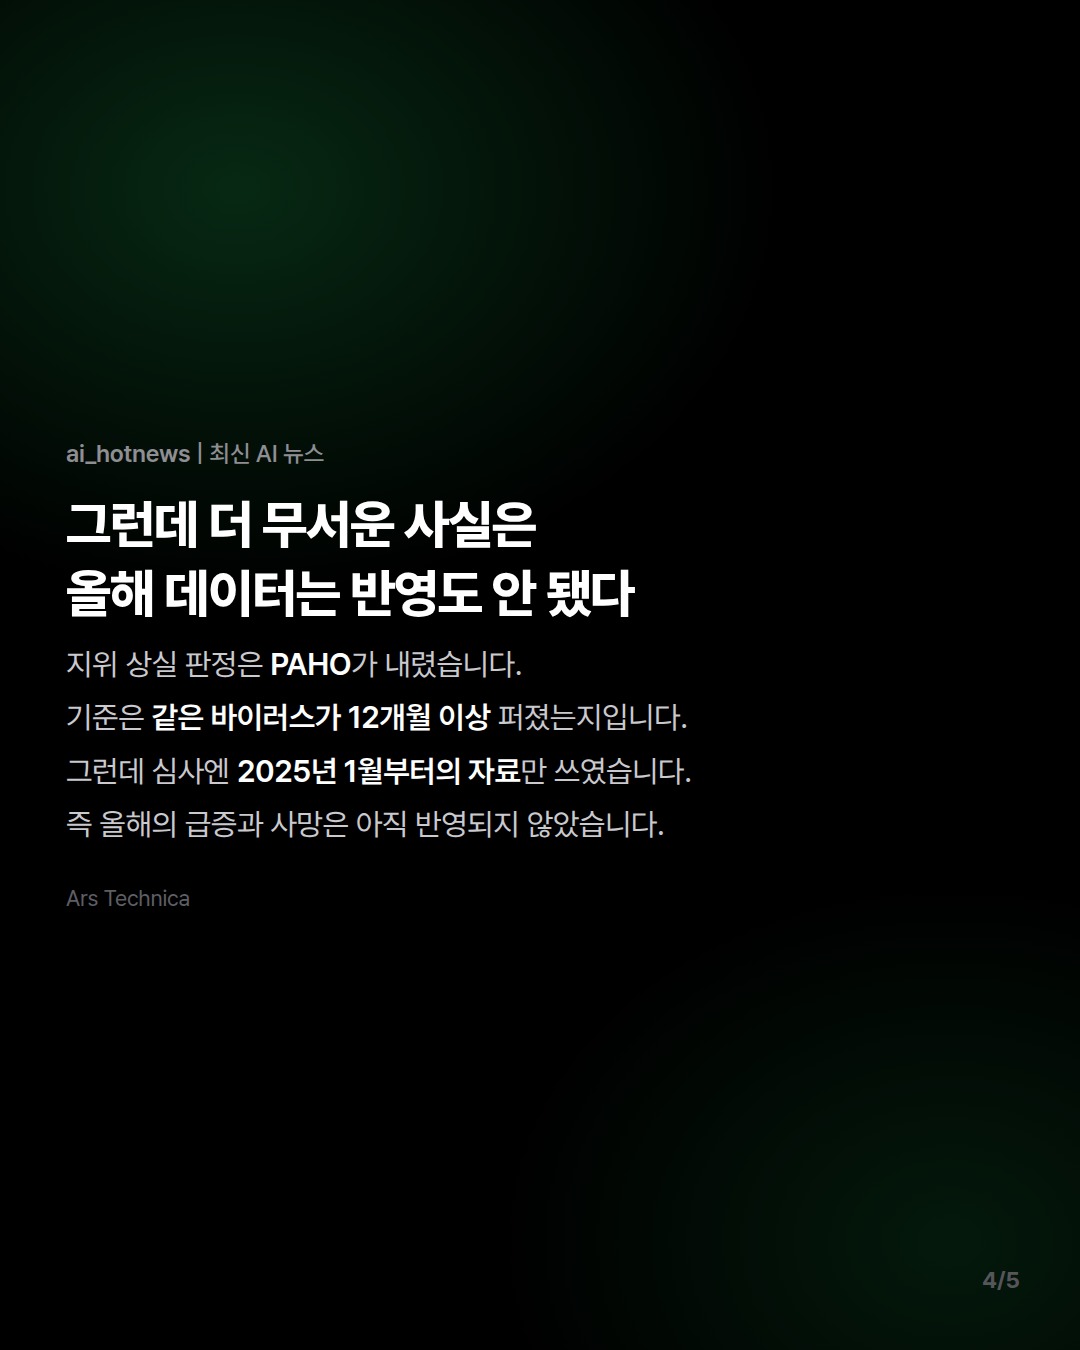 ai_hotnews | 최신 AI 뉴스
그런데 더 무서운 사실은
올해 데이터는 반영도 안 됐다
지위 상실 판정은 PAHO가 내렸습니다.
기준은 같은 바이러스가 12개월 이상 퍼졌는지입니다.
그런데 심사엔 2025년 1월부터의 자료만 쓰였습니다.
즉 올해의 급증과 사망은 아직 반영되지 않았습니다.
Ars Technica
4/5